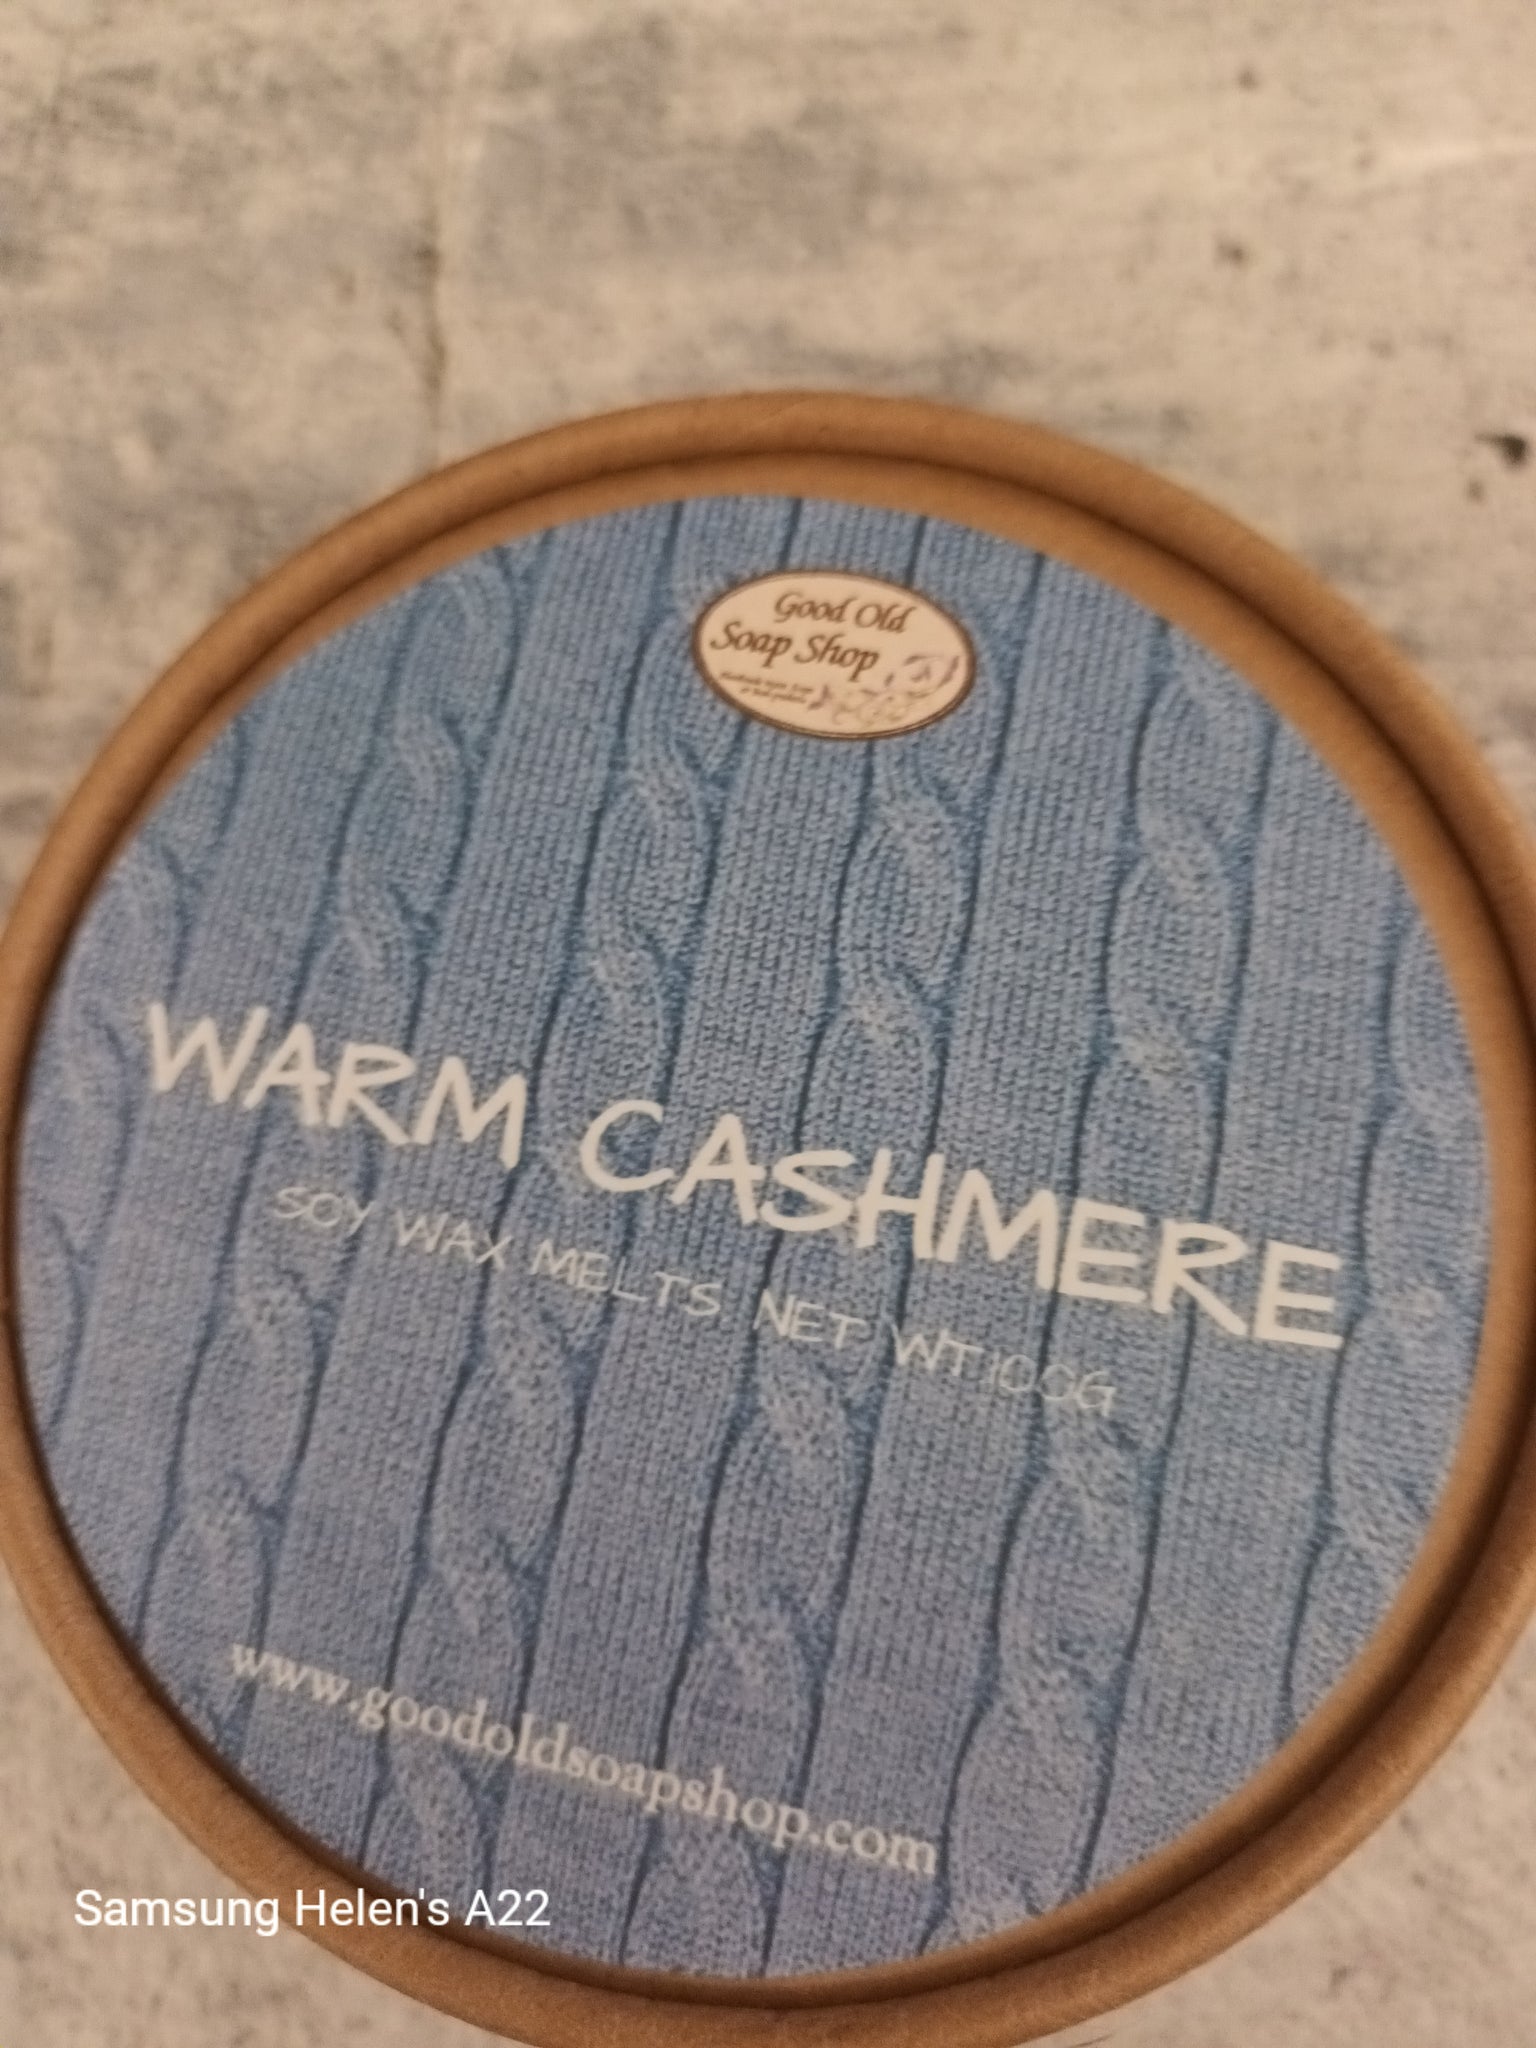 Good Old
Soap Shop
WARM CASHMERE
SOY WAX MELTS NET WT.100G
www.goodoldsoapshop.com
Samsung Helen's A22